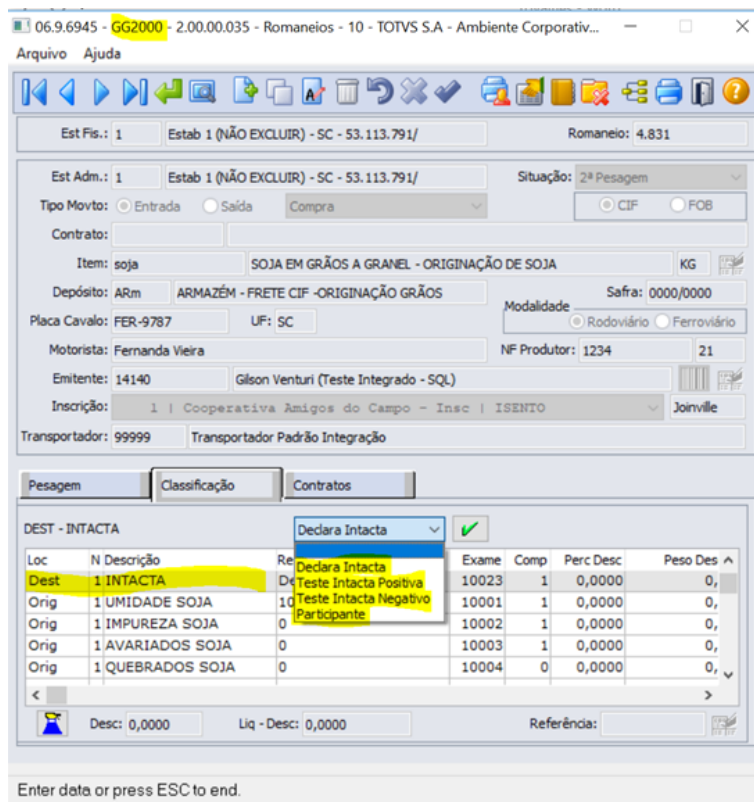 06.9.6945 - GG2000 - 2.00.00.035 - Romaneios - 10 - TOTVS S.A - Ambiente Corporativ...
Arquivo Ajuda
Est Fis.: 1 Estab 1 (NÃO EXCLUIR) - SC - 53.113.791/ Romaneio: 4.831
Est Adm.: 1 Estab 1 (NÃO EXCLUIR) - SC - 53.113.791/ Situação: 2ª Pesagem
Tipo Movto: Entrada Saída Compra CIF FOB
Contrato:
Item: soja SOJA EM GRÃOS A GRANEL - ORIGINAÇÃO DE SOJA KG
Depósito: ARm ARMAZÉM - FRETE CIF -ORIGINAÇÃO GRÃOS Safra: 0000/0000
Placa Cavalo: FER-9787 UF: SC Modalidade Rodoviário Ferroviário
Motorista: Fernanda Vieira NF Produtor: 1234 21
Emitente: 14140 Gilson Venturi (Teste Integrado - SQL)
Inscrição: 1 | Cooperativa Amigos do Campo - Insc | ISENTO Joinville
Transportador: 99999 Transportador Padrão Integração
Pesagem Classificação Contratos
DEST - INTACTA Declara Intacta
Loc N Descrição Re Exame Comp Perc Desc Peso Des
Declara Intacta
Dest 1 INTACTA De Teste Intacta Positiva 10023 1 0,0000 0,
Orig 1 UMIDADE SOJA 10 Teste Intacta Negativo 10001 1 0,0000 0,
Participante
Orig 1 IMPUREZA SOJA 0 10002 1 0,0000 0,
Orig 1 AVARIADOS SOJA 0 10003 1 0,0000 0,
Orig 1 QUEBRADOS SOJA 0 10004 0 0,0000 0,
Desc: 0,0000 Liq - Desc: 0,0000 Referência:
Enter data or press ESC to end.